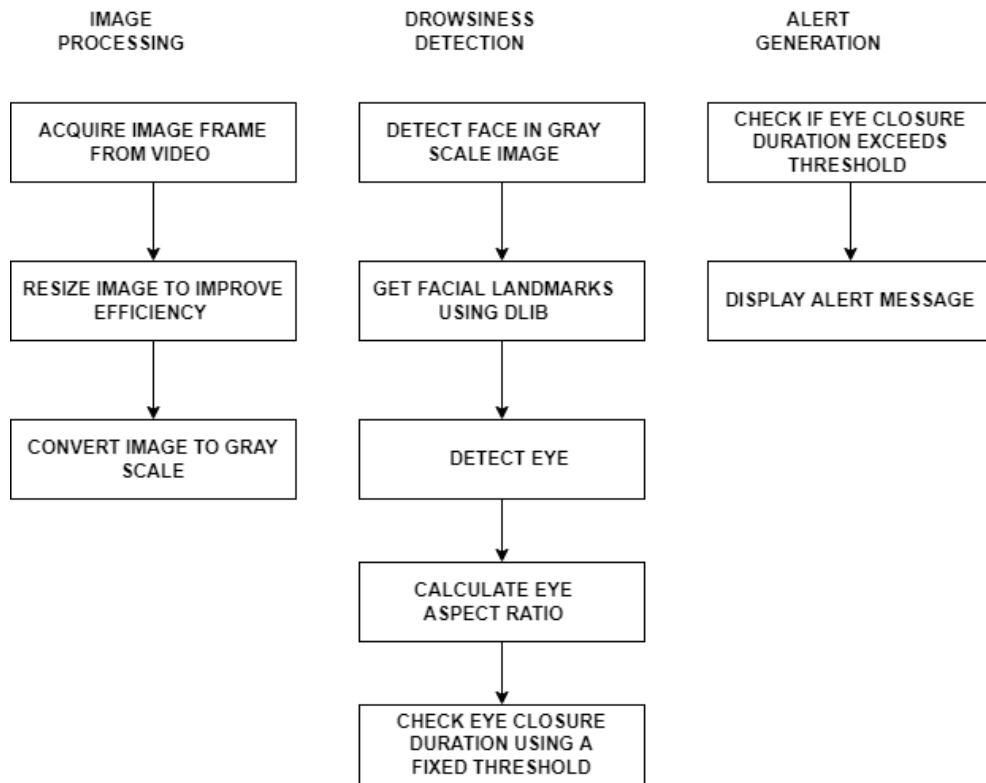 IMAGE
PROCESSING
ACQUIRE IMAGE FRAME
FROM VIDEO
RESIZE IMAGE TO IMPROVE
EFFICIENCY
CONVERT IMAGE TO GRAY
SCALE
DROWSINESS
DETECTION
DETECT FACE IN GRAY
SCALE IMAGE
GET FACIAL LANDMARKS
USING DLIB
DETECT EYE
CALCULATE EYE
ASPECT RATIO
CHECK EYE CLOSURE
DURATION USING A
FIXED THRESHOLD
ALERT
GENERATION
CHECK IF EYE CLOSURE
DURATION EXCEEDS
THRESHOLD
DISPLAY ALERT MESSAGE